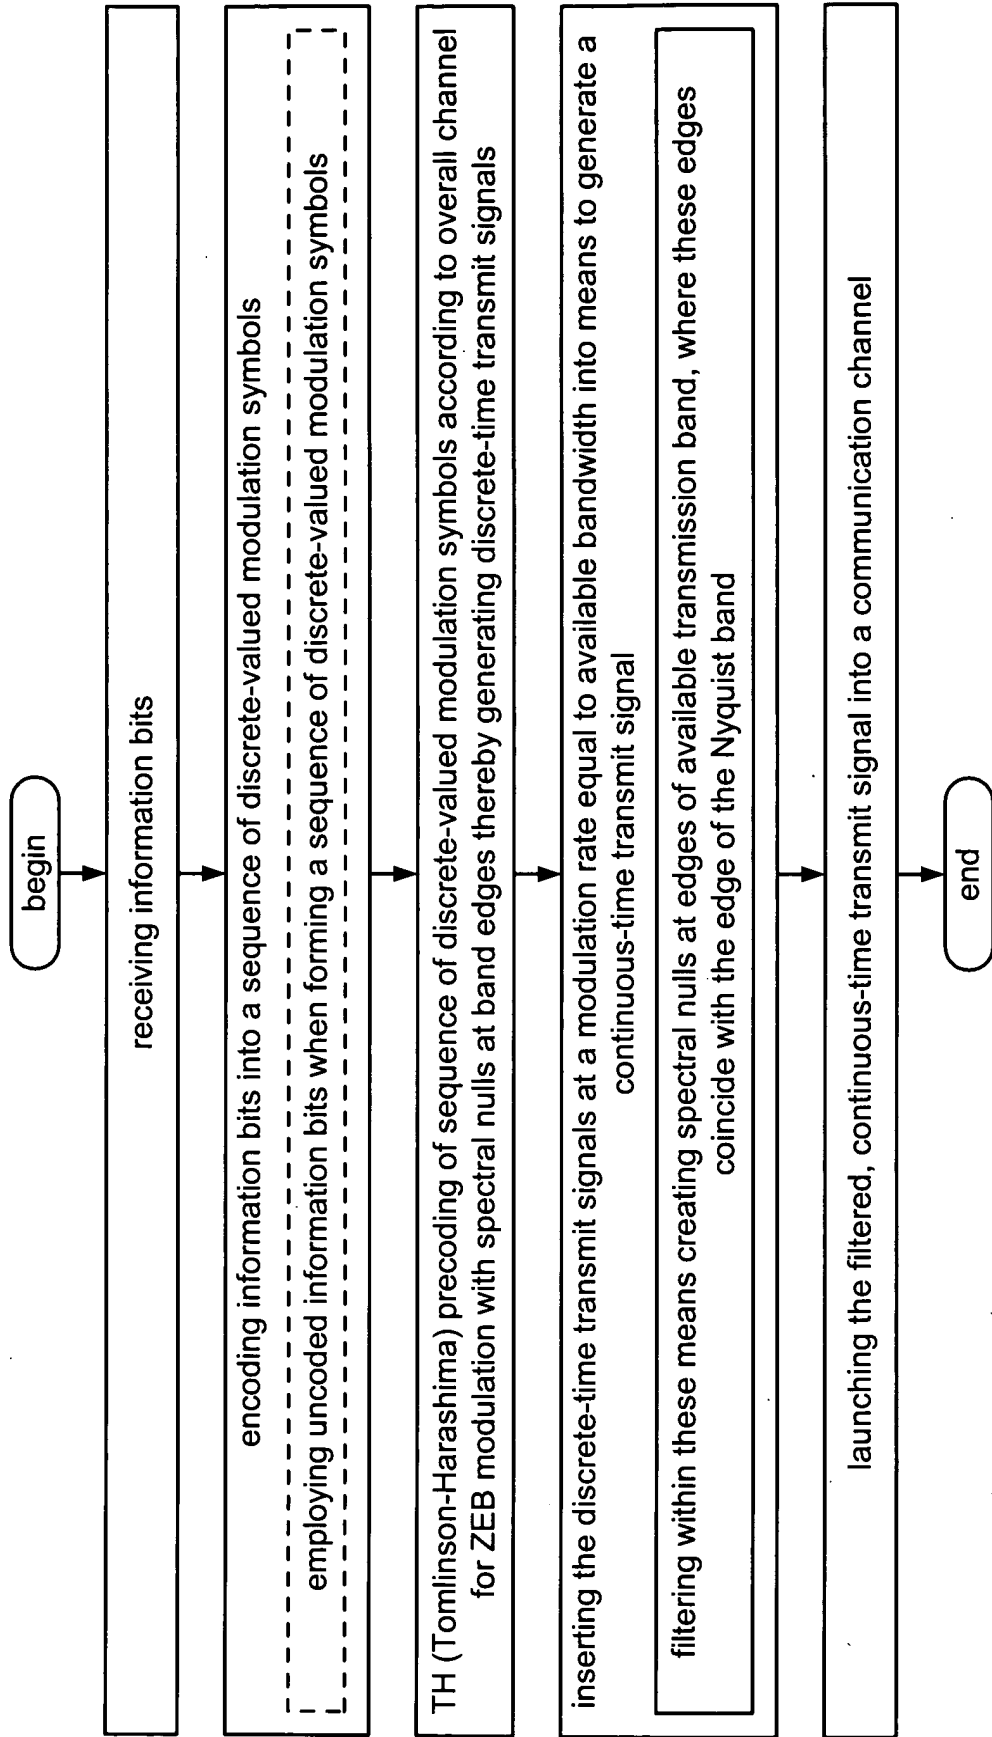 begin
receiving information bits
encoding information bits into a sequence of discrete-valued modulation symbols
employing uncoded information bits when forming a sequence of discrete-valued modulation symbols
TH (Tomlinson-Harashima) precoding of sequence of discrete-valued modulation symbols according to overall channel
for ZEB modulation with spectral nulls at band edges thereby generating discrete-time transmit signals
inserting the discrete-time transmit signals at a modulation rate equal to available bandwidth into means to generate a
continuous-time transmit signal
filtering within these means creating spectral nulls at edges of available transmission band, where these edges
coincide with the edge of the Nyquist band
launching the filtered, continuous-time transmit signal into a communication channel
end